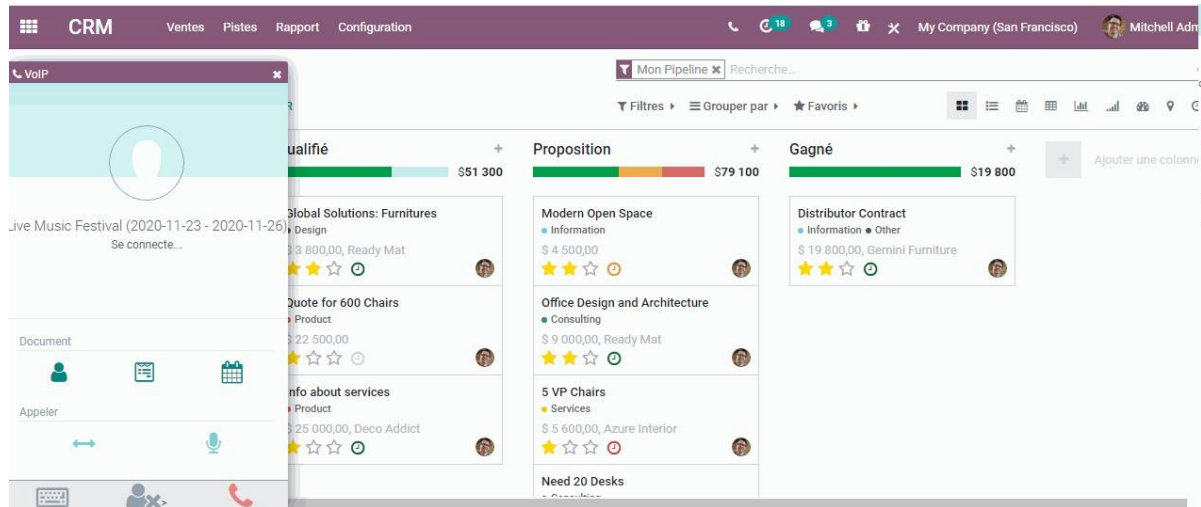 CRM Ventes Pistes Rapport Configuration 18 3 My Company (San Francisco) Mitchell Adm
VoIP
Mon Pipeline Recherche...
Filtres Grouper par Favoris
ualifié
$51 300
Proposition
$79 100
Gagné
$19 800
Ajouter une colonn
Live Music Festival (2020-11-23 - 2020-11-26)
Se connecte...
Document
Appeler
Global Solutions: Furnitures
Design
$ 3 800,00, Ready Mat
Quote for 600 Chairs
Product
$ 22 500,00
Info about services
Product
$ 25 000,00, Deco Addict
Modern Open Space
Information
$ 4 500,00
Office Design and Architecture
Consulting
$ 9 000,00, Ready Mat
5 VP Chairs
Services
$ 5 600,00, Azure Interior
Need 20 Desks
Distributor Contract
Information Other
$ 19 800,00, Gemini Furniture